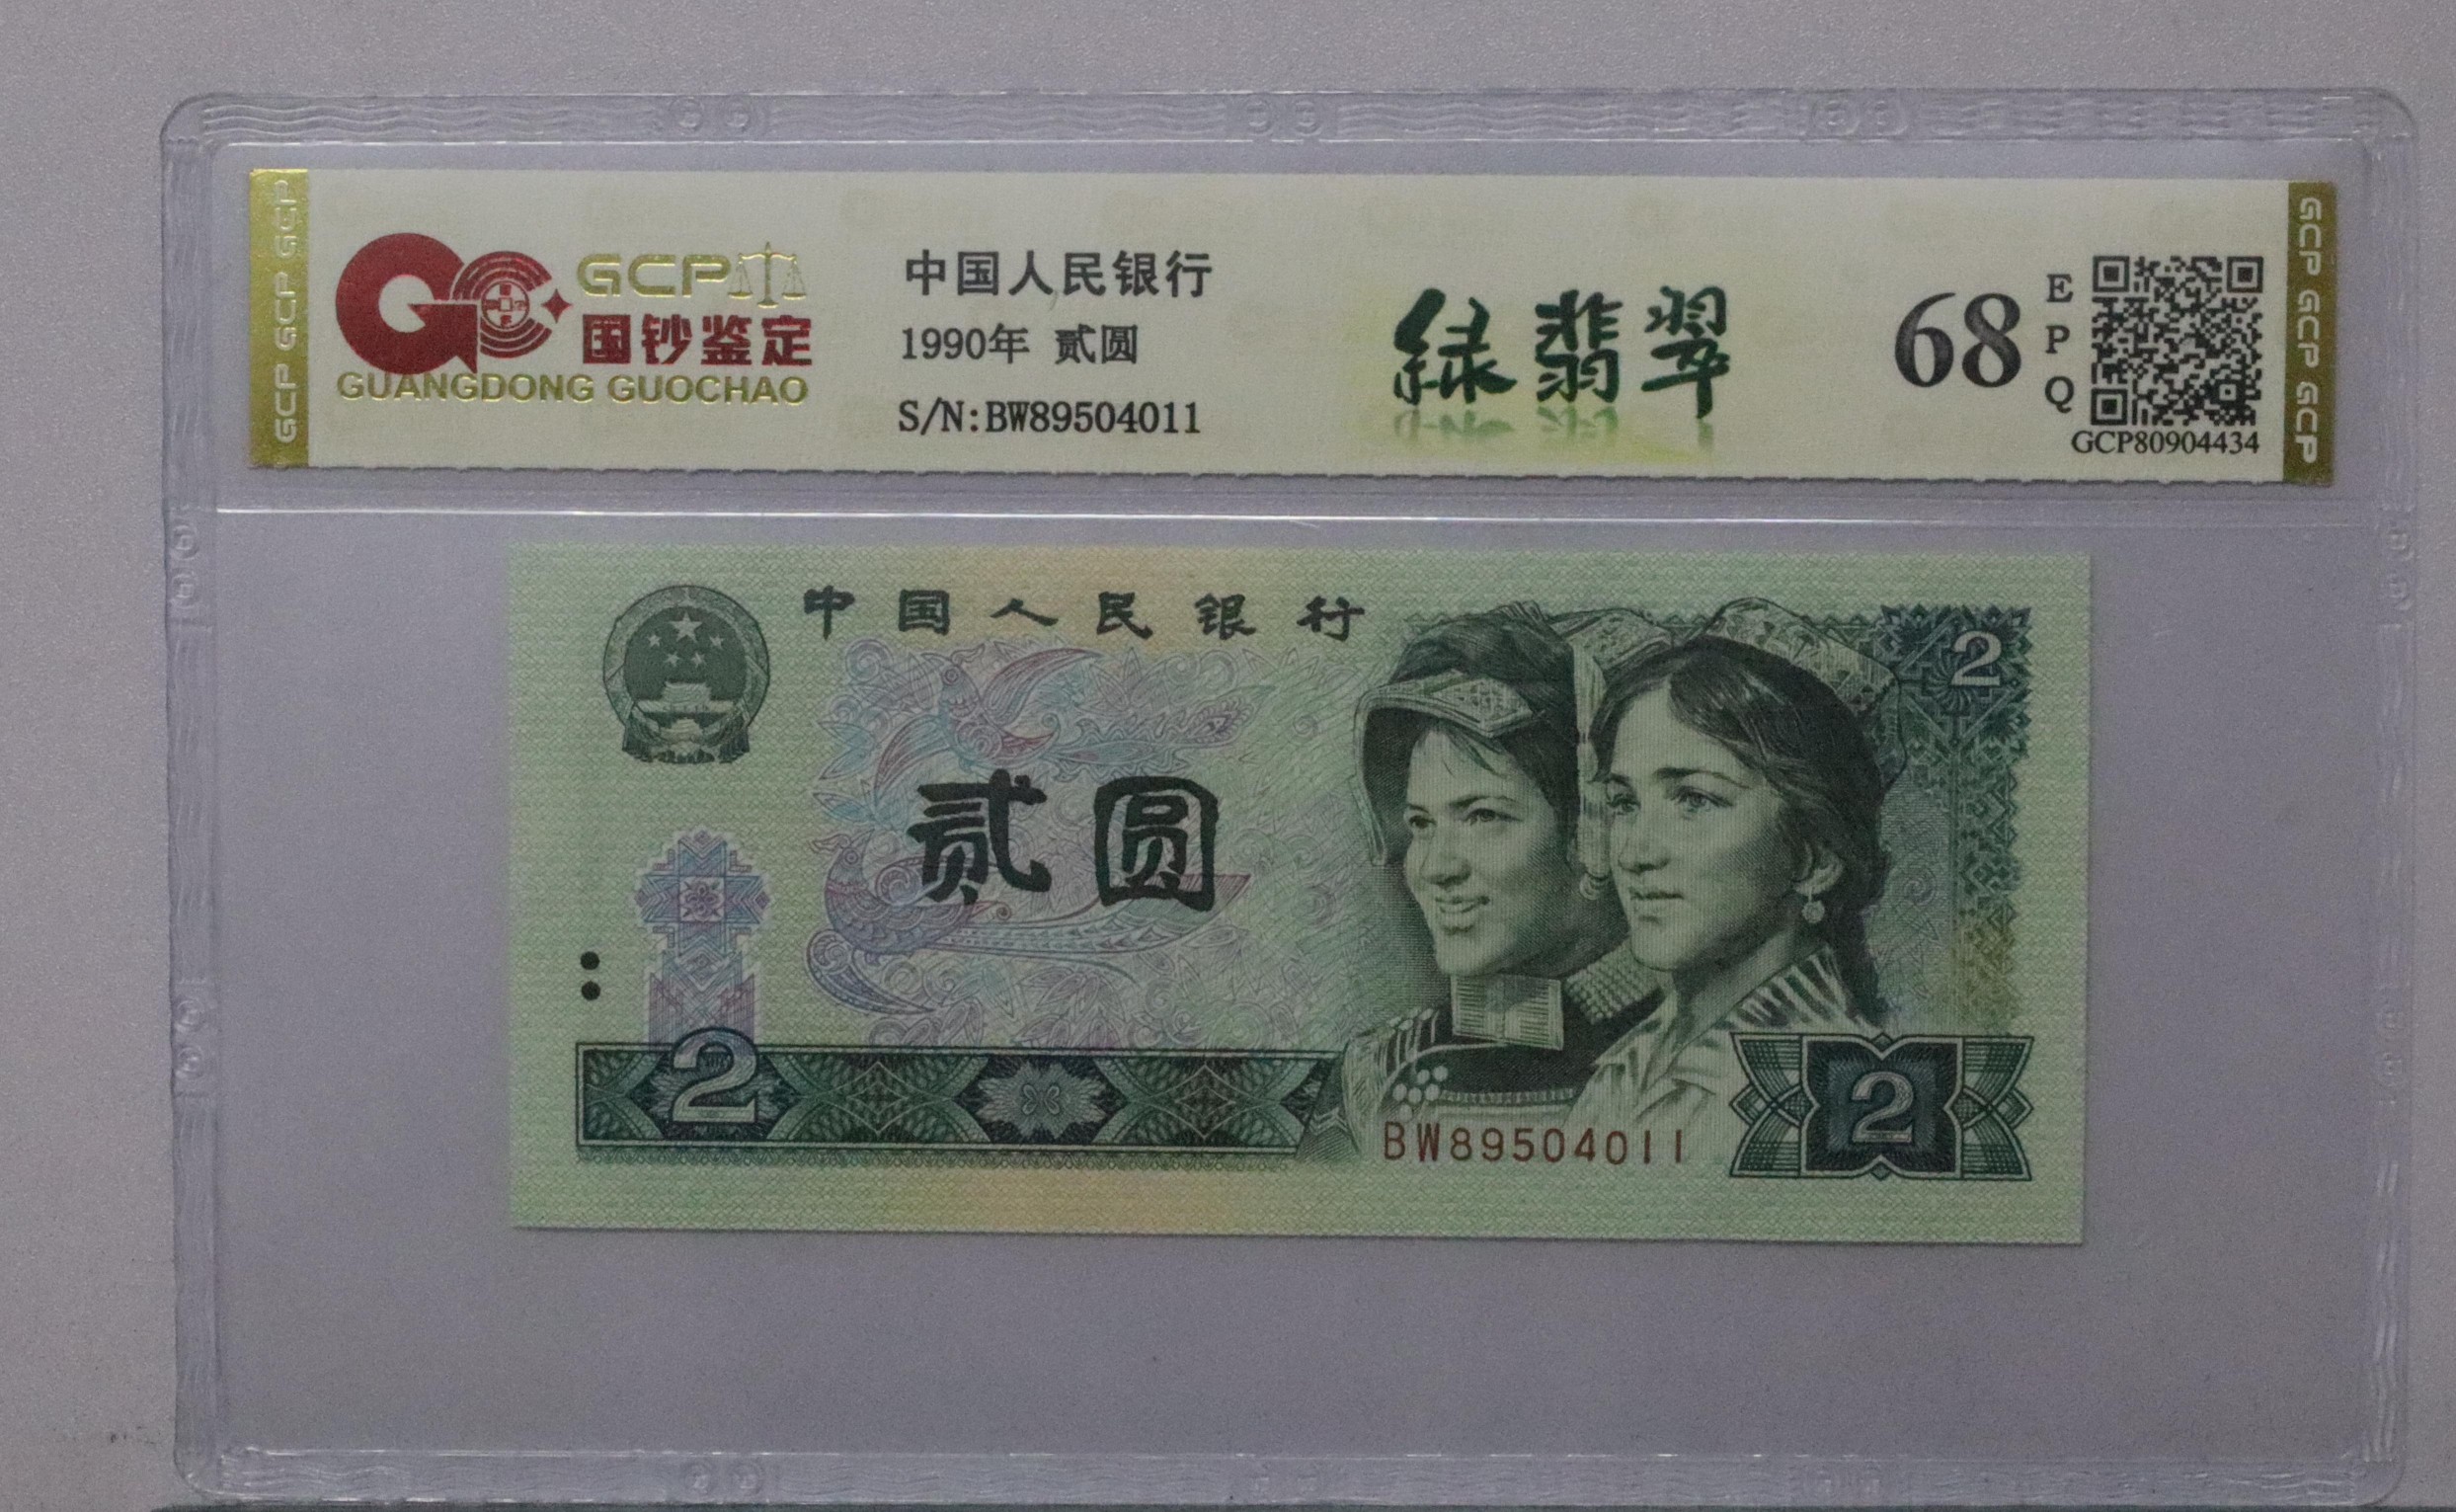 GCP
国钞鉴定
GUANGDONG GUOCHAO
中国人民银行
1990年 贰圆
S/N:BW89504011
绿翡翠
68
EPQ
GCP80904434
GCP GCP GCP
GCP GCP GCP
中国人民银行
2
贰圆
2
BW89504011
2